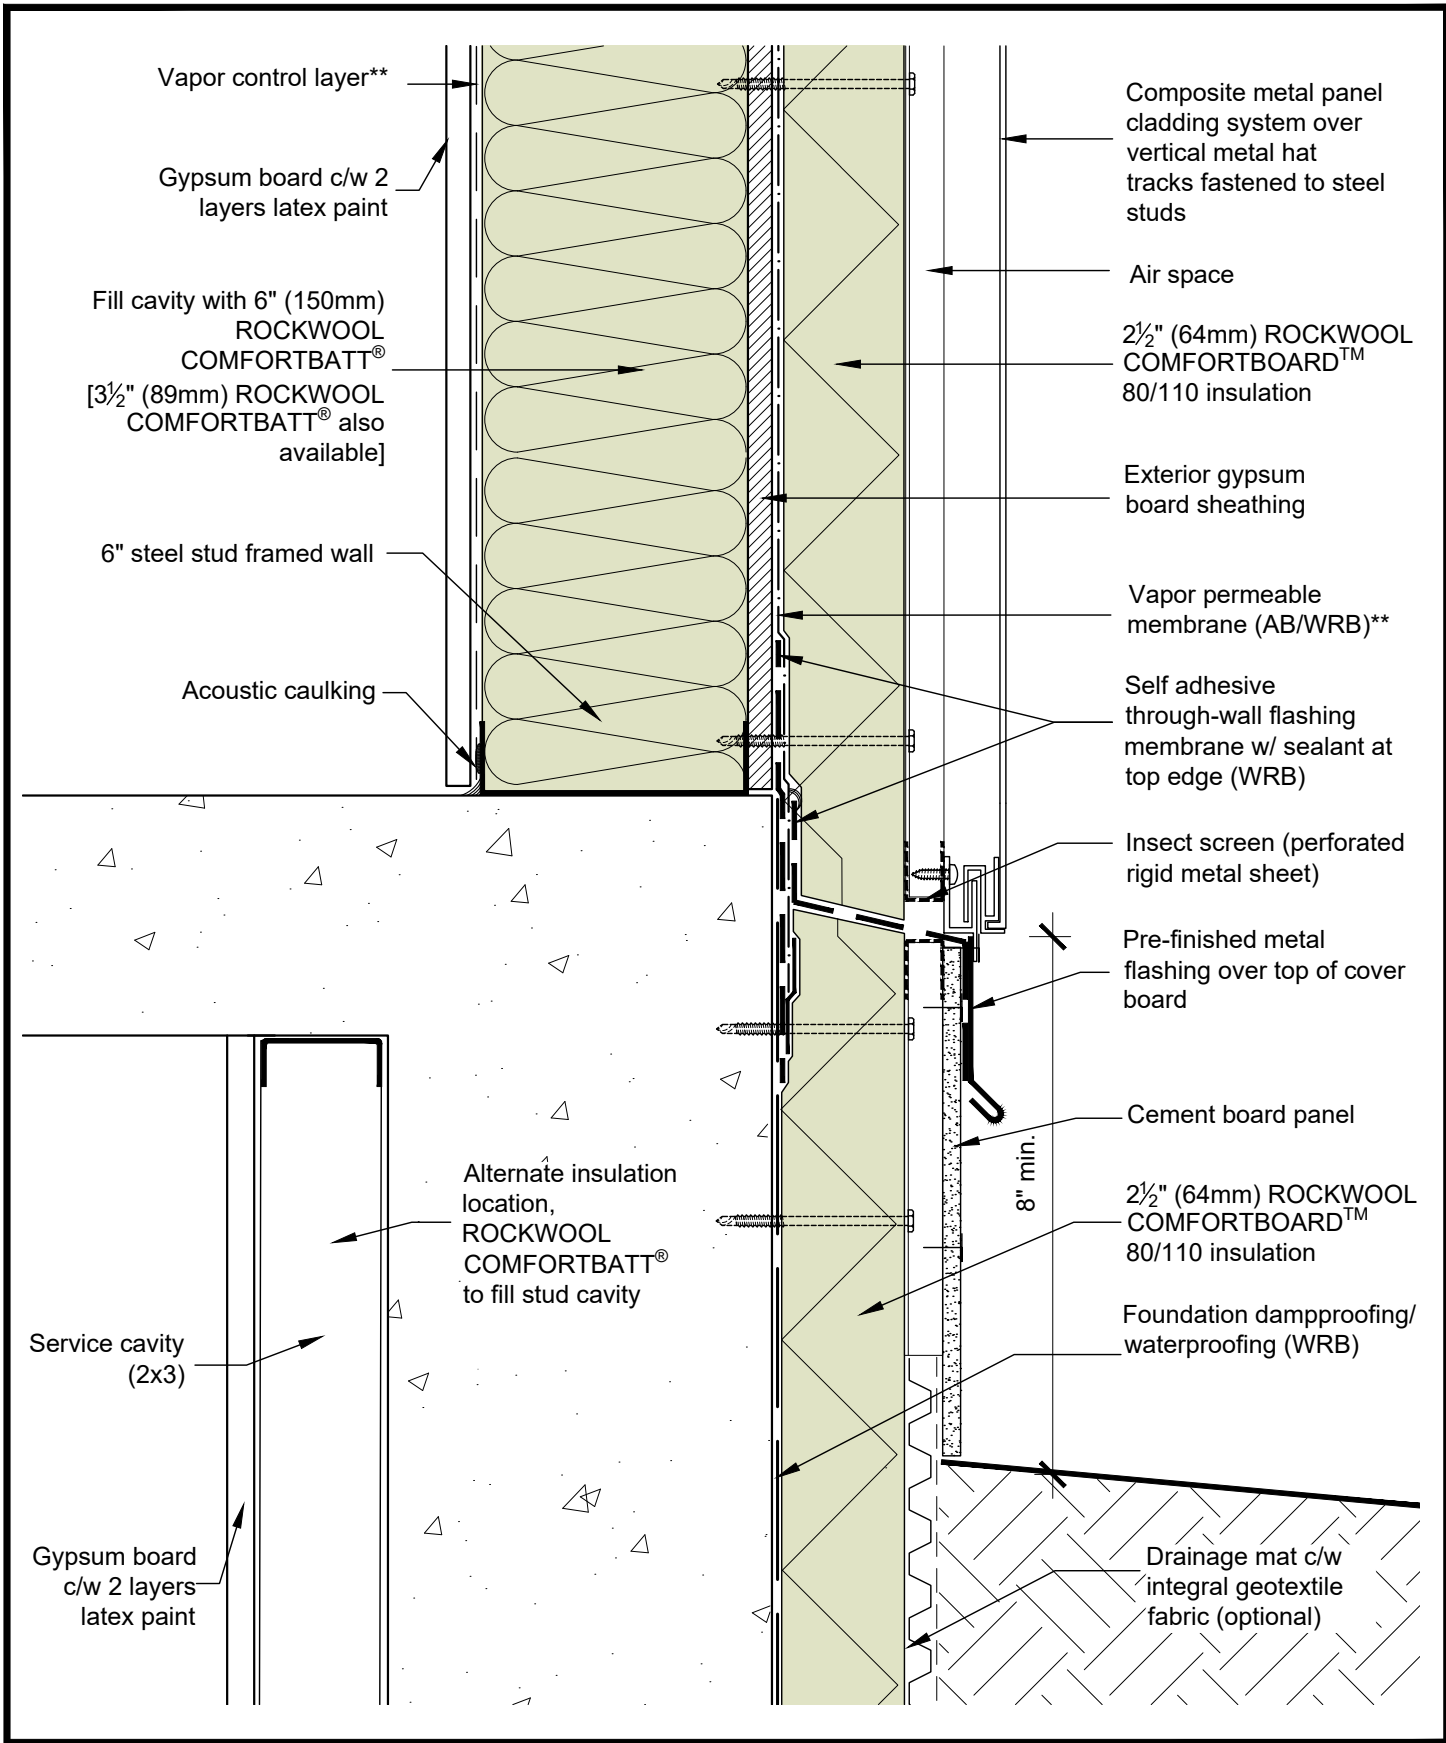 Vapor control layer**
Gypsum board c/w 2
layers latex paint
Fill cavity with 6" (150mm)
ROCKWOOL
COMFORTBATT®
[3½" (89mm) ROCKWOOL
COMFORTBATT® also
available]
6" steel stud framed wall
Acoustic caulking
Composite metal panel
cladding system over
vertical metal hat
tracks fastened to steel
studs
Air space
2½" (64mm) ROCKWOOL
COMFORTBOARD™
80/110 insulation
Exterior gypsum
board sheathing
Vapor permeable
membrane (AB/WRB)**
Self adhesive
through-wall flashing
membrane w/ sealant at
top edge (WRB)
Insect screen (perforated
rigid metal sheet)
Pre-finished metal
flashing over top of cover
board
Cement board panel
8" min.
2½" (64mm) ROCKWOOL
COMFORTBOARD™
80/110 insulation
Foundation dampproofing/
waterproofing (WRB)
Drainage mat c/w
integral geotextile
fabric (optional)
Alternate insulation
location,
ROCKWOOL
COMFORTBATT®
to fill stud cavity
Service cavity
(2x3)
Gypsum board
c/w 2 layers
latex paint